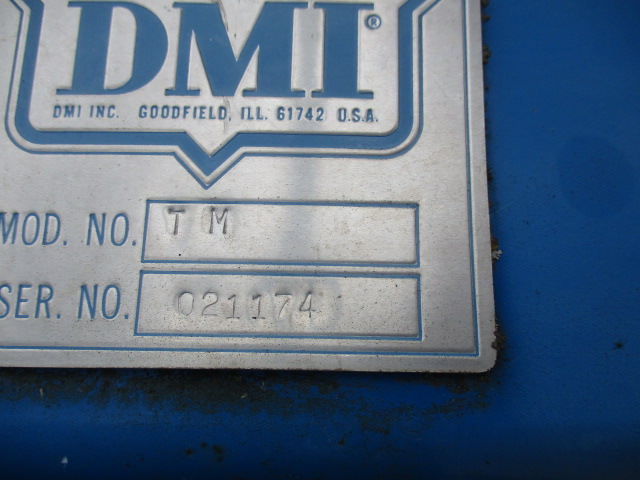 DMI®
DMI INC. GOODFIELD, ILL. 61742 U.S.A.
MOD. NO. T M
SER. NO. 021174